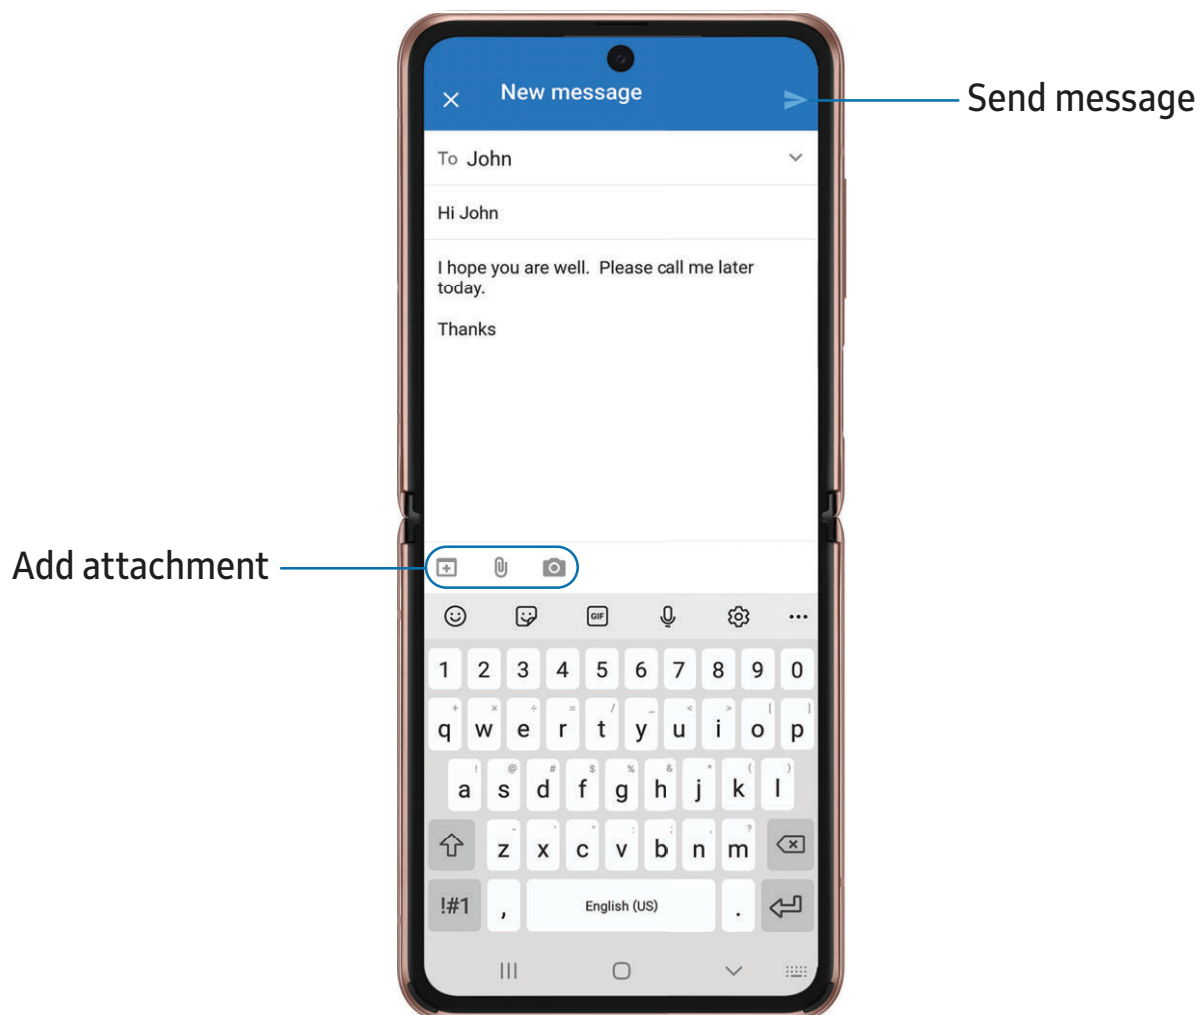 New message
Send message
To John
Hi John
I hope you are well.  Please call me later
today.
Thanks
Add attachment
GIF
1 2 3 4 5 6 7 8 9 0
+ × ÷ = / _ < > [ ]
q w e r t y u i o p
! @ # $ % & * ( )
a s d f g h j k l
- ' " : ; , ?
z x c v b n m
!#1 , English (US) .